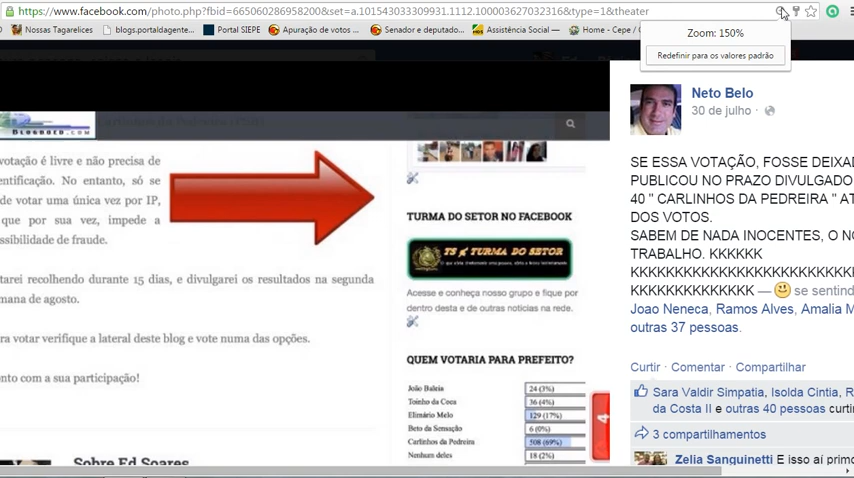 https://www.facebook.com/photo.php?fbid=665060286958200&set=a.101543033309931.1112.100003627032316&type=1&theater
Nossas Tagarelices
blogs.portaldagente...
Portal SIEPE
Apuração de votos ...
Senador e deputado...
Assistência Social — ...
Home - Cepe / C
Zoom: 150%
Redefinir para os valores padrão
votação é livre e não precisa de
entificação. No entanto, só se
de votar uma única vez por IP,
que por sua vez, impede a
ssibilidade de fraude.
tarei recolhendo durante 15 dias, e divulgarei os resultados na segunda
mana de agosto.
ra votar verifique a lateral deste blog e vote numa das opções.
nto com a sua participação!
Sobre Ed Soares
TURMA DO SETOR NO FACEBOOK
TS TURMA DO SETOR
Acesse e conheça nosso grupo e fique por
dentro desta e de outras notícias na rede.
QUEM VOTARIA PARA PREFEITO?
João Baleia 24 (3%)
Toinho da Coca 36 (4%)
Elimário Melo 129 (17%)
Beto da Sensação 6 (0%)
Carlinhos da Pedreira 508 (69%)
Nenhum deles 18 (2%)
4
Neto Belo
30 de julho ·
SE ESSA VOTAÇÃO, FOSSE DEIXAD
PUBLICOU NO PRAZO DIVULGADO
40 " CARLINHOS DA PEDREIRA " AT
DOS VOTOS.
SABEM DE NADA INOCENTES, O NO
TRABALHO. KKKKKK
KKKKKKKKKKKKKKKKKKKKKKKKKK
KKKKKKKKKKKKKK — se sentind
Joao Neneca, Ramos Alves, Amalia M
outras 37 pessoas.
Curtir · Comentar · Compartilhar
Sara Valdir Simpatia, Isolda Cintia, R
da Costa II e outras 40 pessoas curtir
3 compartilhamentos
Zelia Sanguinetti E isso aí primo